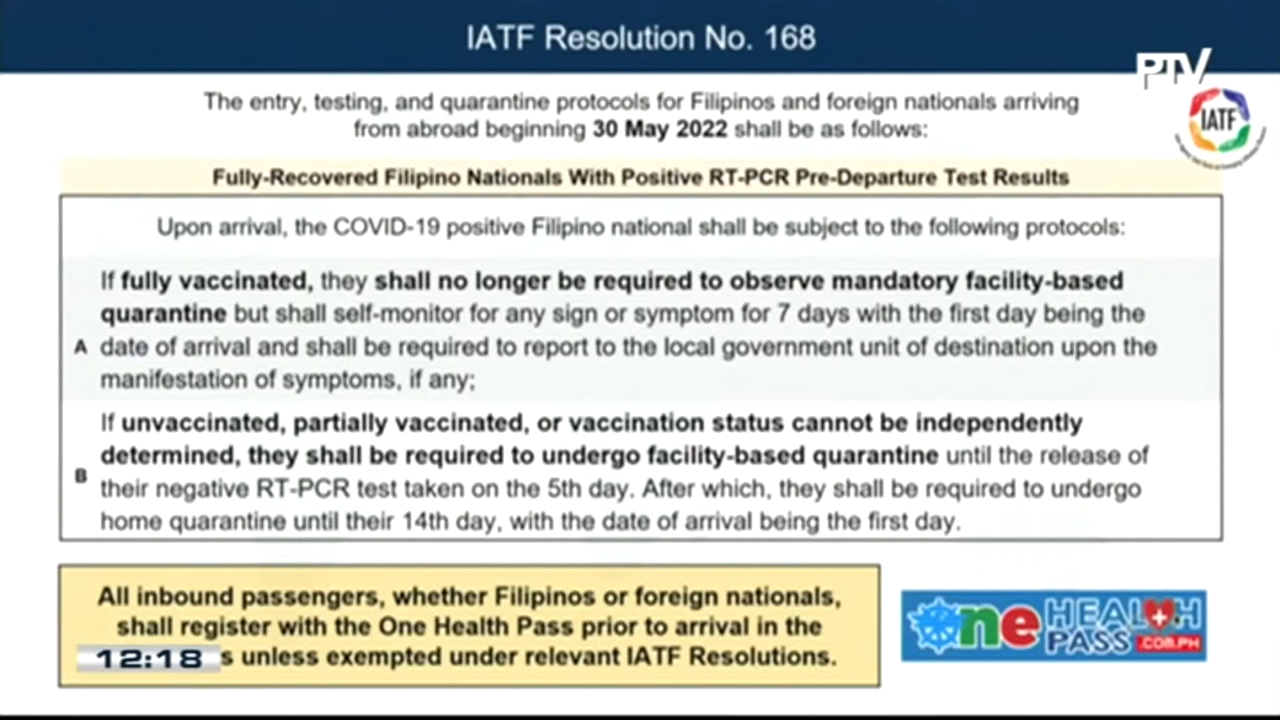 IATF Resolution No. 168
PTV
IATF
The entry, testing, and quarantine protocols for Filipinos and foreign nationals arriving
from abroad beginning 30 May 2022 shall be as follows:
Fully-Recovered Filipino Nationals With Positive RT-PCR Pre-Departure Test Results
Upon arrival, the COVID-19 positive Filipino national shall be subject to the following protocols:
If fully vaccinated, they shall no longer be required to observe mandatory facility-based
quarantine but shall self-monitor for any sign or symptom for 7 days with the first day being the
A date of arrival and shall be required to report to the local government unit of destination upon the
manifestation of symptoms, if any;
If unvaccinated, partially vaccinated, or vaccination status cannot be independently
determined, they shall be required to undergo facility-based quarantine until the release of
B their negative RT-PCR test taken on the 5th day. After which, they shall be required to undergo
home quarantine until their 14th day, with the date of arrival being the first day.
All inbound passengers, whether Filipinos or foreign nationals,
shall register with the One Health Pass prior to arrival in the
12:18 s unless exempted under relevant IATF Resolutions.
One HEALTH
PASS .COM.PH